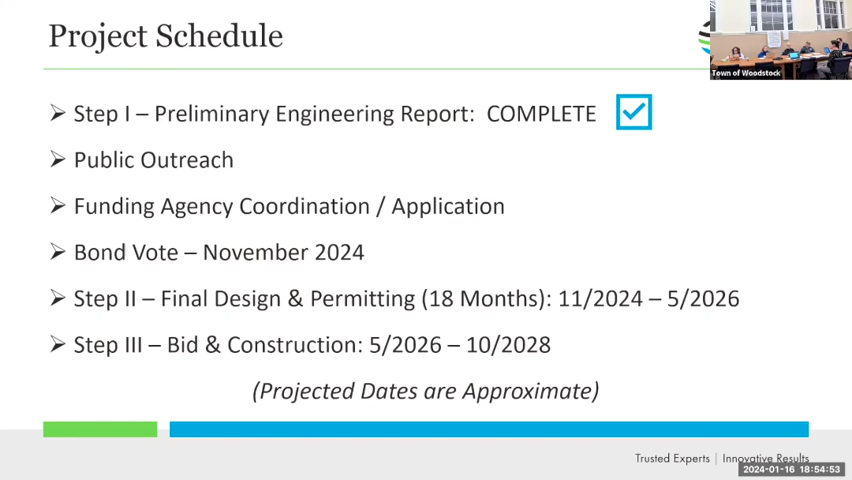 Project Schedule
Town of Woodstock
Step I – Preliminary Engineering Report: COMPLETE
Public Outreach
Funding Agency Coordination / Application
Bond Vote – November 2024
Step II – Final Design & Permitting (18 Months): 11/2024 – 5/2026
Step III – Bid & Construction: 5/2026 – 10/2028
(Projected Dates are Approximate)
Trusted Experts | Innovative Results
2024-01-16 18:54:53